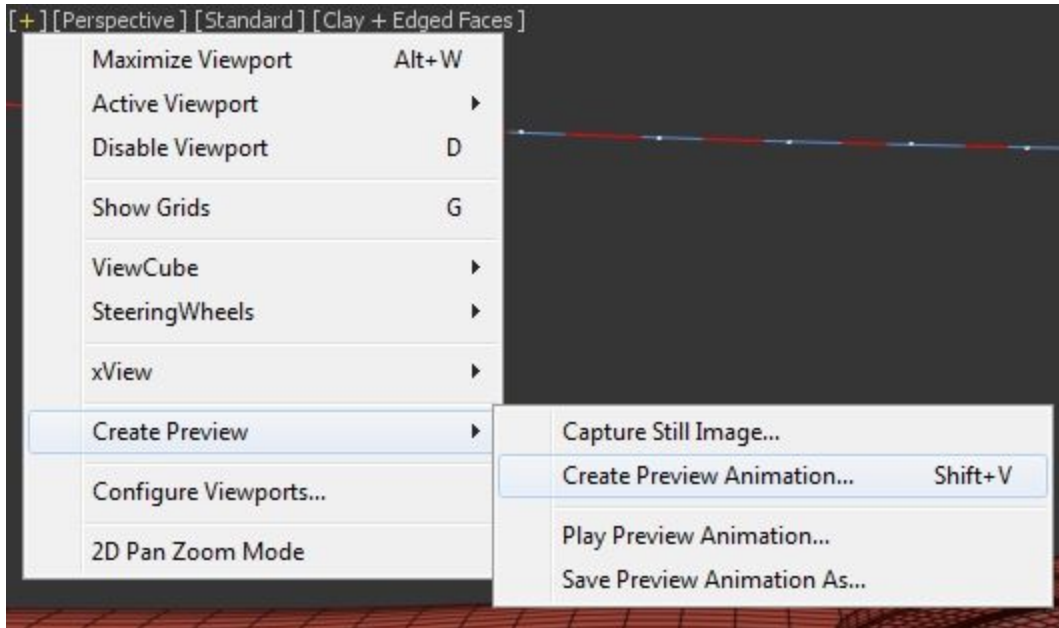 [+] [Perspective] [Standard] [Clay + Edged Faces]
Maximize Viewport Alt+W
Active Viewport
Disable Viewport D
Show Grids G
ViewCube
SteeringWheels
xView
Create Preview
Configure Viewports...
2D Pan Zoom Mode
Capture Still Image...
Create Preview Animation... Shift+V
Play Preview Animation...
Save Preview Animation As...